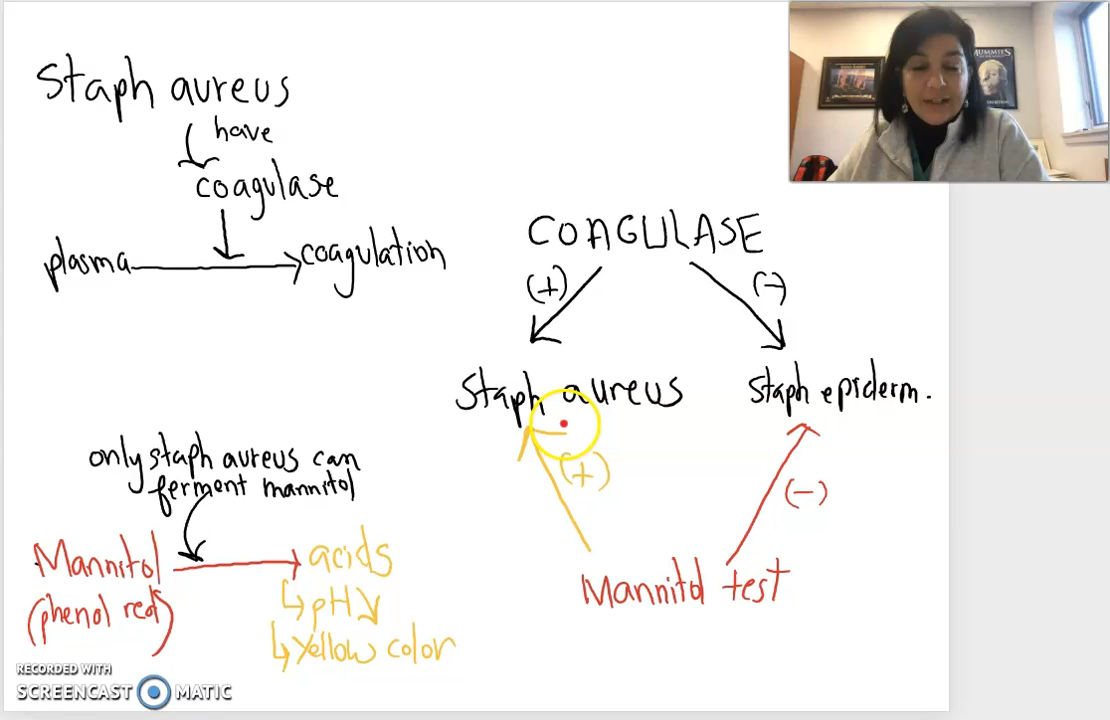 Staph aureus
have
coagulase
plasma
coagulation
COAGULASE
(+)
(-)
Staph aureus
Staph epiderm.
only staph aureus can
ferment mannitol
Mannitol
(phenol red)
acids
pH
Yellow color
(+)
(-)
Mannitol test
MUMMIES
RECORDED WITH
SCREENCAST MATIC